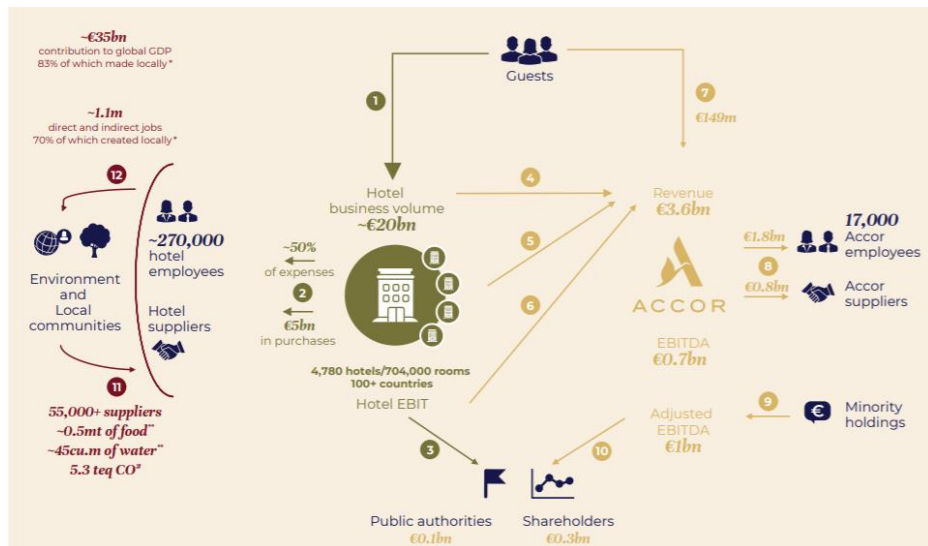 ~€35bn
contribution to global GDP
83% of which made locally*
~1.1m
direct and indirect jobs
70% of which created locally*
12
Environment
and
Local
communities
~270,000
hotel
employees
Hotel
suppliers
11
55,000+ suppliers
~0.5mt of food**
~45cu.m of water**
5.3 teq CO²
Guests
1
7
€149m
Hotel
business volume
~€20bn
~50%
of expenses
2
€5bn
in purchases
4,780 hotels/704,000 rooms
100+ countries
Hotel EBIT
3
4
5
6
Revenue
€3.6bn
ACCOR
EBITDA
€0.7bn
€1.8bn
8
€0.8bn
17,000
Accor
employees
Accor
suppliers
Adjusted
EBITDA
€1bn
9
€
Minority
holdings
10
Public authorities
€0.1bn
Shareholders
€0.3bn